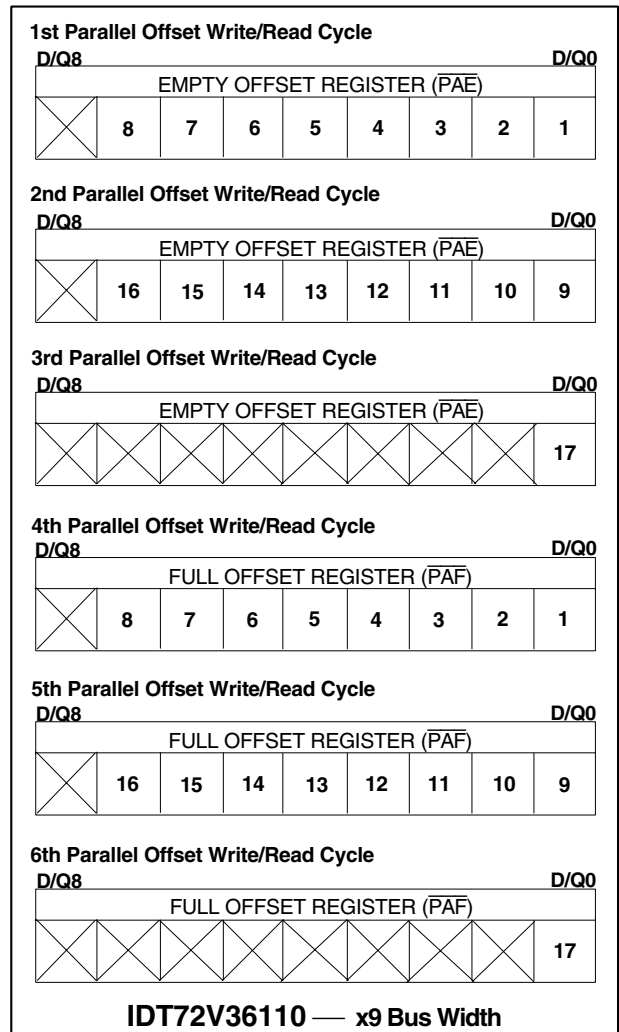 1st Parallel Offset Write/Read Cycle
D/Q8 D/Q0
EMPTY OFFSET REGISTER (PAE)
8 7 6 5 4 3 2 1
2nd Parallel Offset Write/Read Cycle
D/Q8 D/Q0
EMPTY OFFSET REGISTER (PAE)
16 15 14 13 12 11 10 9
3rd Parallel Offset Write/Read Cycle
D/Q8 D/Q0
EMPTY OFFSET REGISTER (PAE)
17
4th Parallel Offset Write/Read Cycle
D/Q8 D/Q0
FULL OFFSET REGISTER (PAF)
8 7 6 5 4 3 2 1
5th Parallel Offset Write/Read Cycle
D/Q8 D/Q0
FULL OFFSET REGISTER (PAF)
16 15 14 13 12 11 10 9
6th Parallel Offset Write/Read Cycle
D/Q8 D/Q0
FULL OFFSET REGISTER (PAF)
17
IDT72V36110 — x9 Bus Width